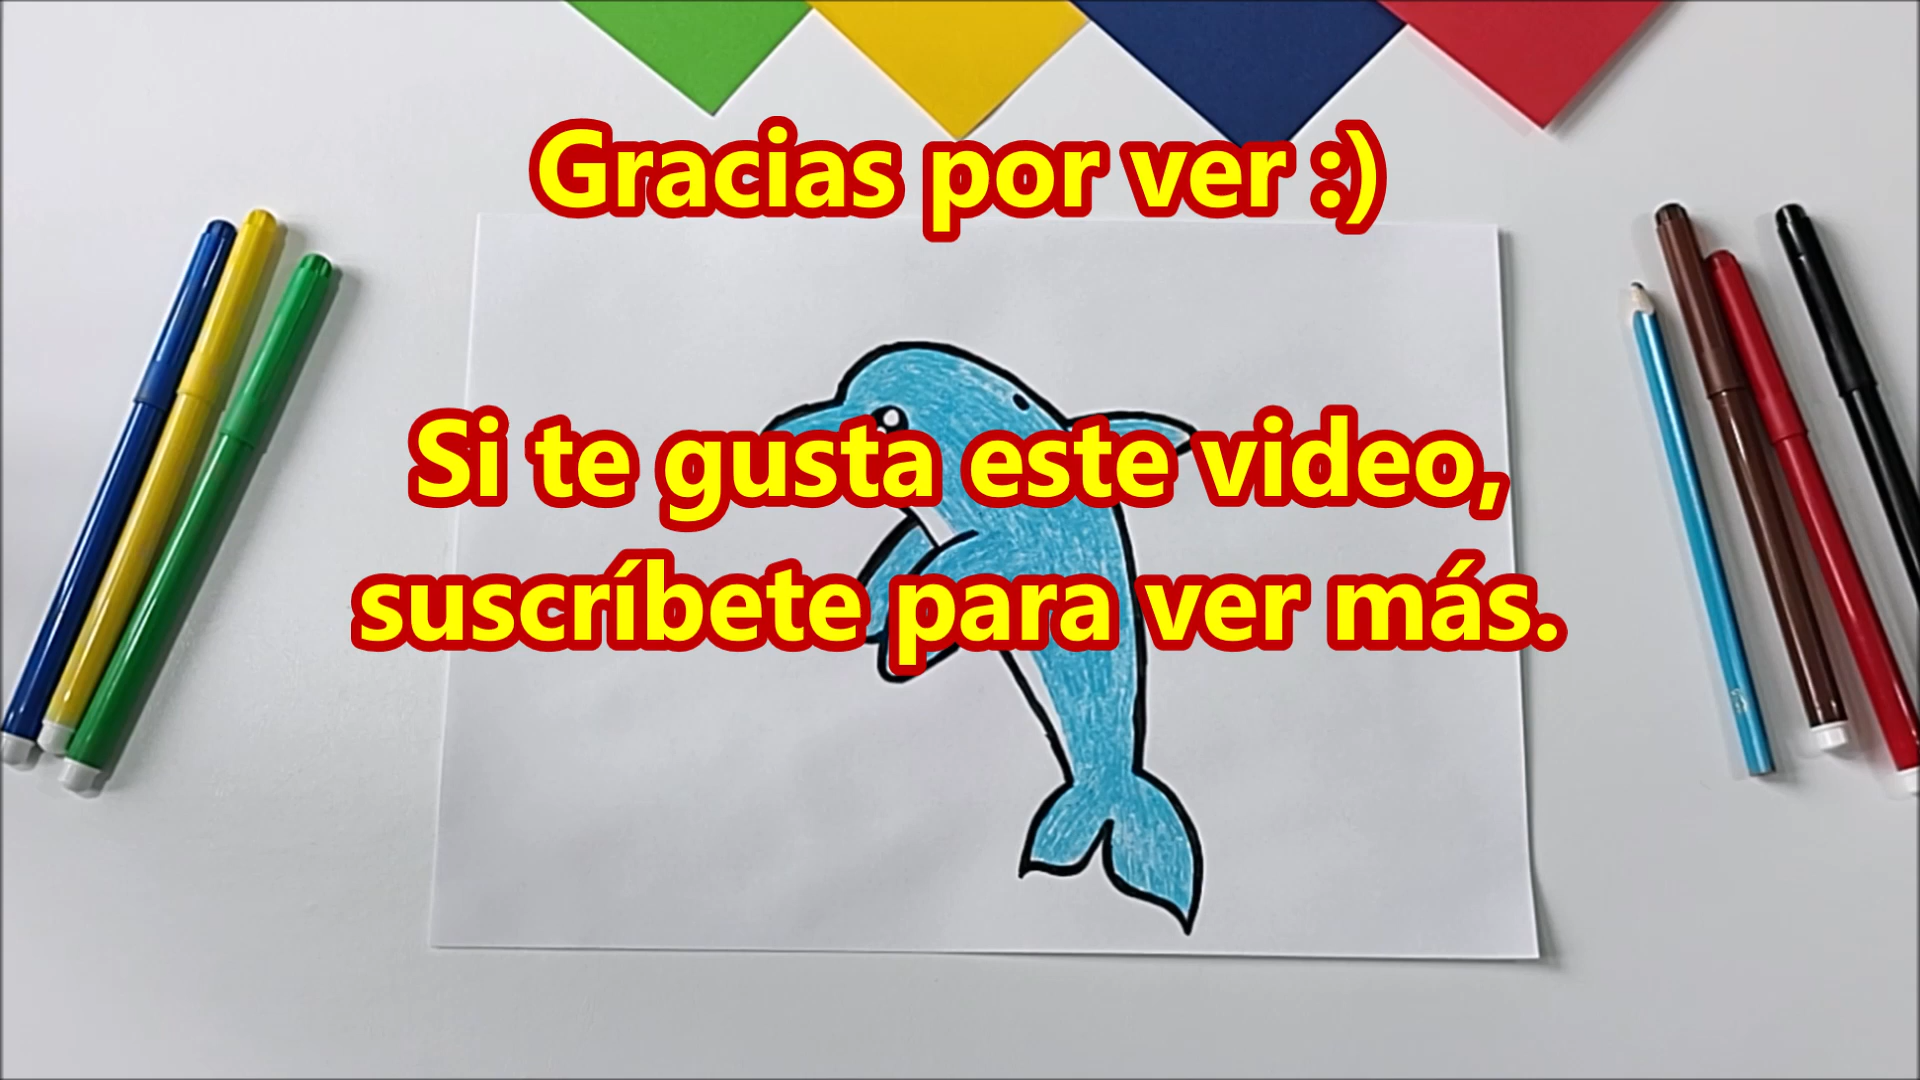 Gracias por ver :)
Si te gusta este video,
suscríbete para ver más.